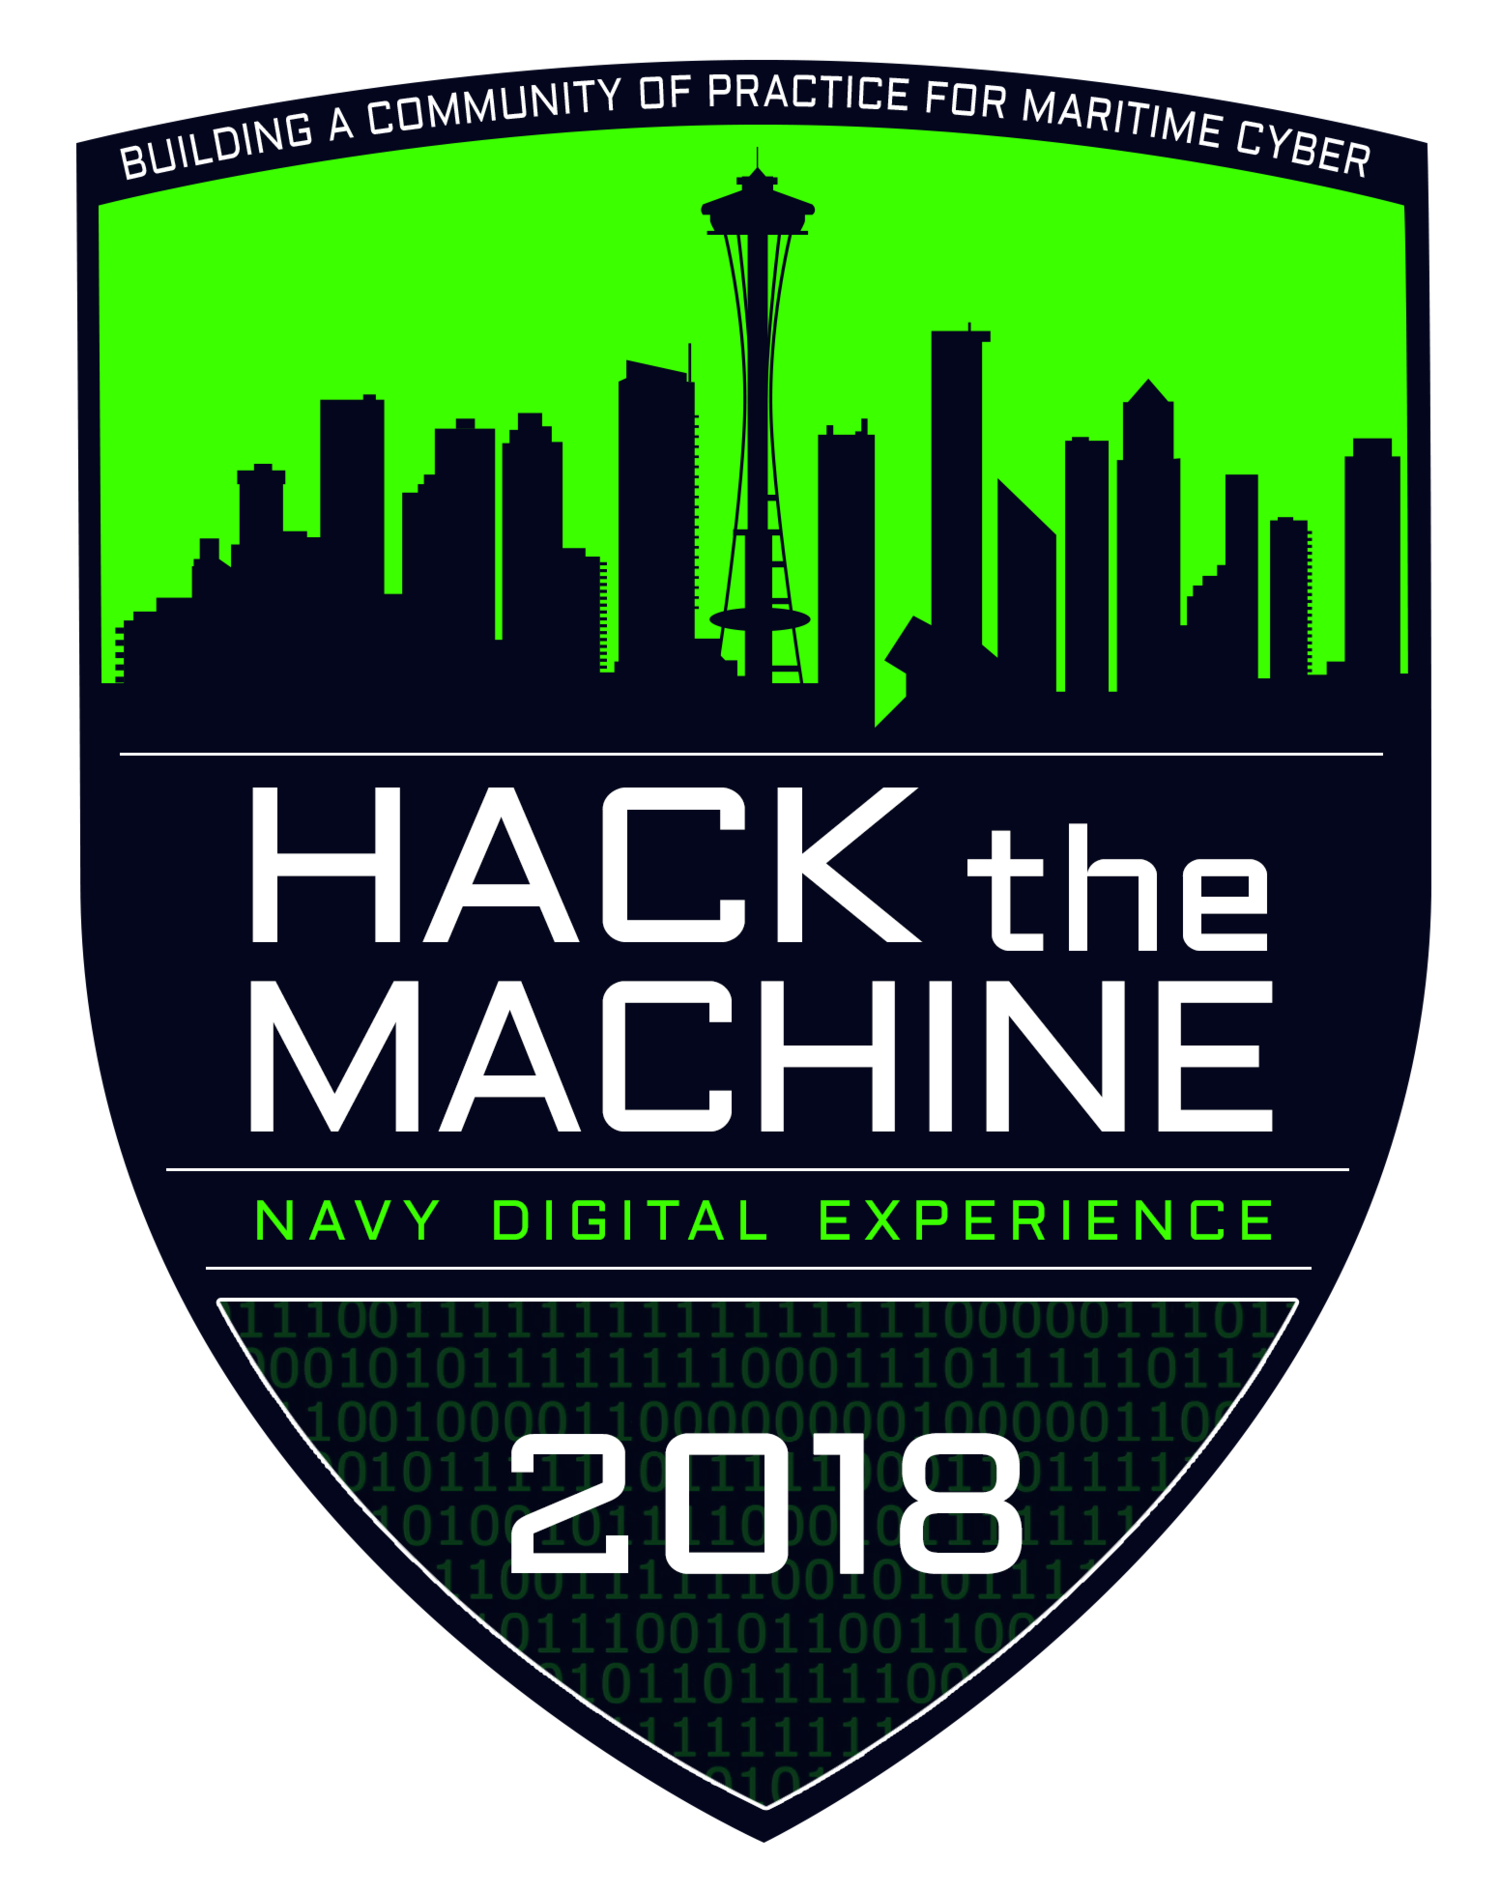 BUILDING A COMMUNITY OF PRACTICE FOR MARITIME CYBER
HACK the
MACHINE
NAVY DIGITAL EXPERIENCE
2018